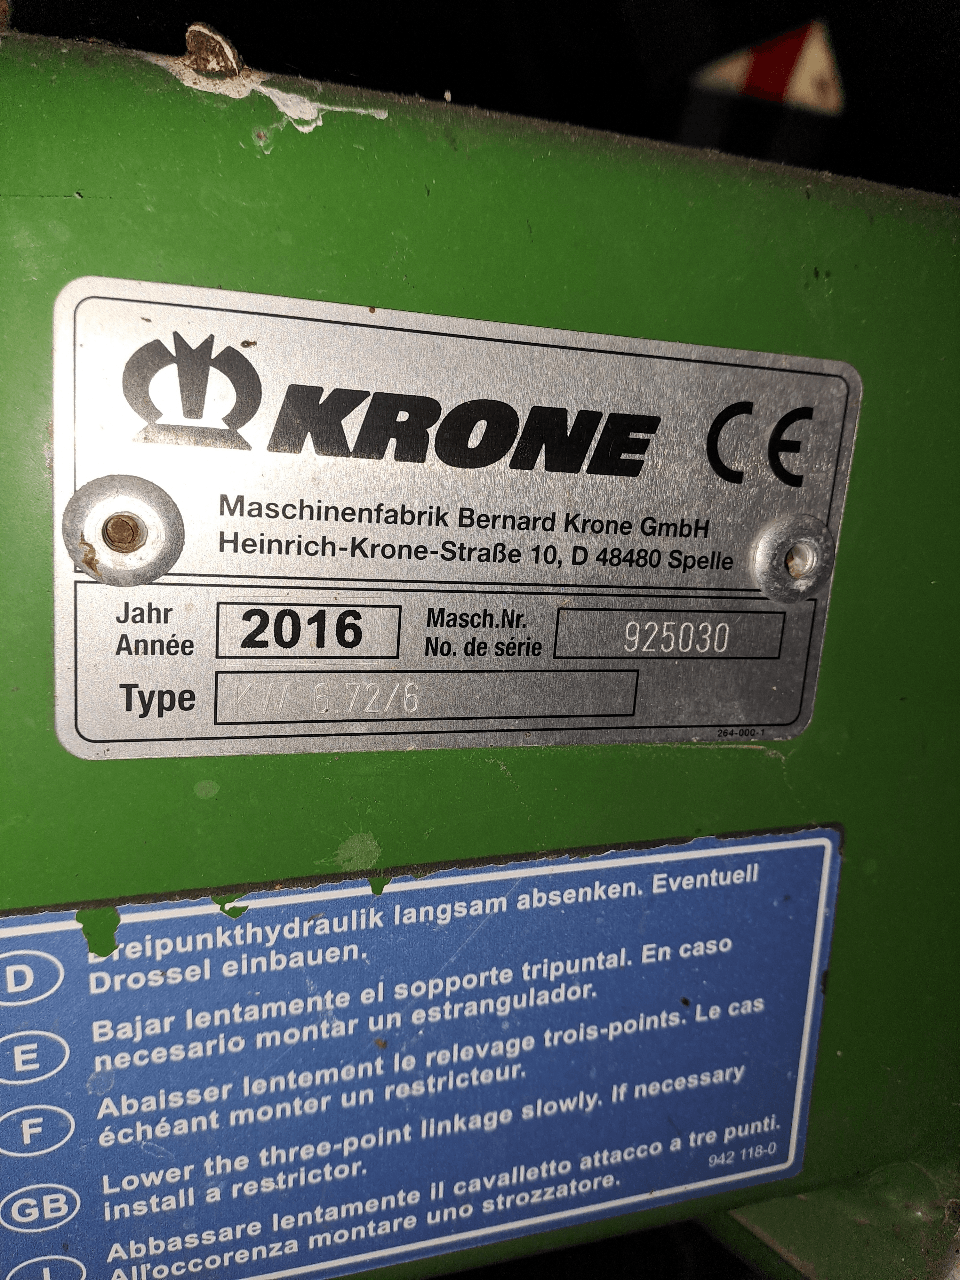 KRONE CE
Maschinenfabrik Bernard Krone GmbH
Heinrich-Krone-Straße 10, D 48480 Spelle
Jahr
Année
2016
Masch.Nr.
No. de série
925030
Type
KW 6.72/6
264-000-1
D
Dreipunkthydraulik langsam absenken. Eventuell
Drossel einbauen.
E
Bajar lentamente el sopporte tripuntal. En caso
necesario montar un estrangulador.
F
Abaisser lentement le relevage trois-points. Le cas
échéant monter un restricteur.
GB
Lower the three-point linkage slowly. If necessary
install a restrictor.
I
Abbassare lentamente il cavalletto attacco a tre punti.
All'occorenza montare uno strozzatore.
942 118-0